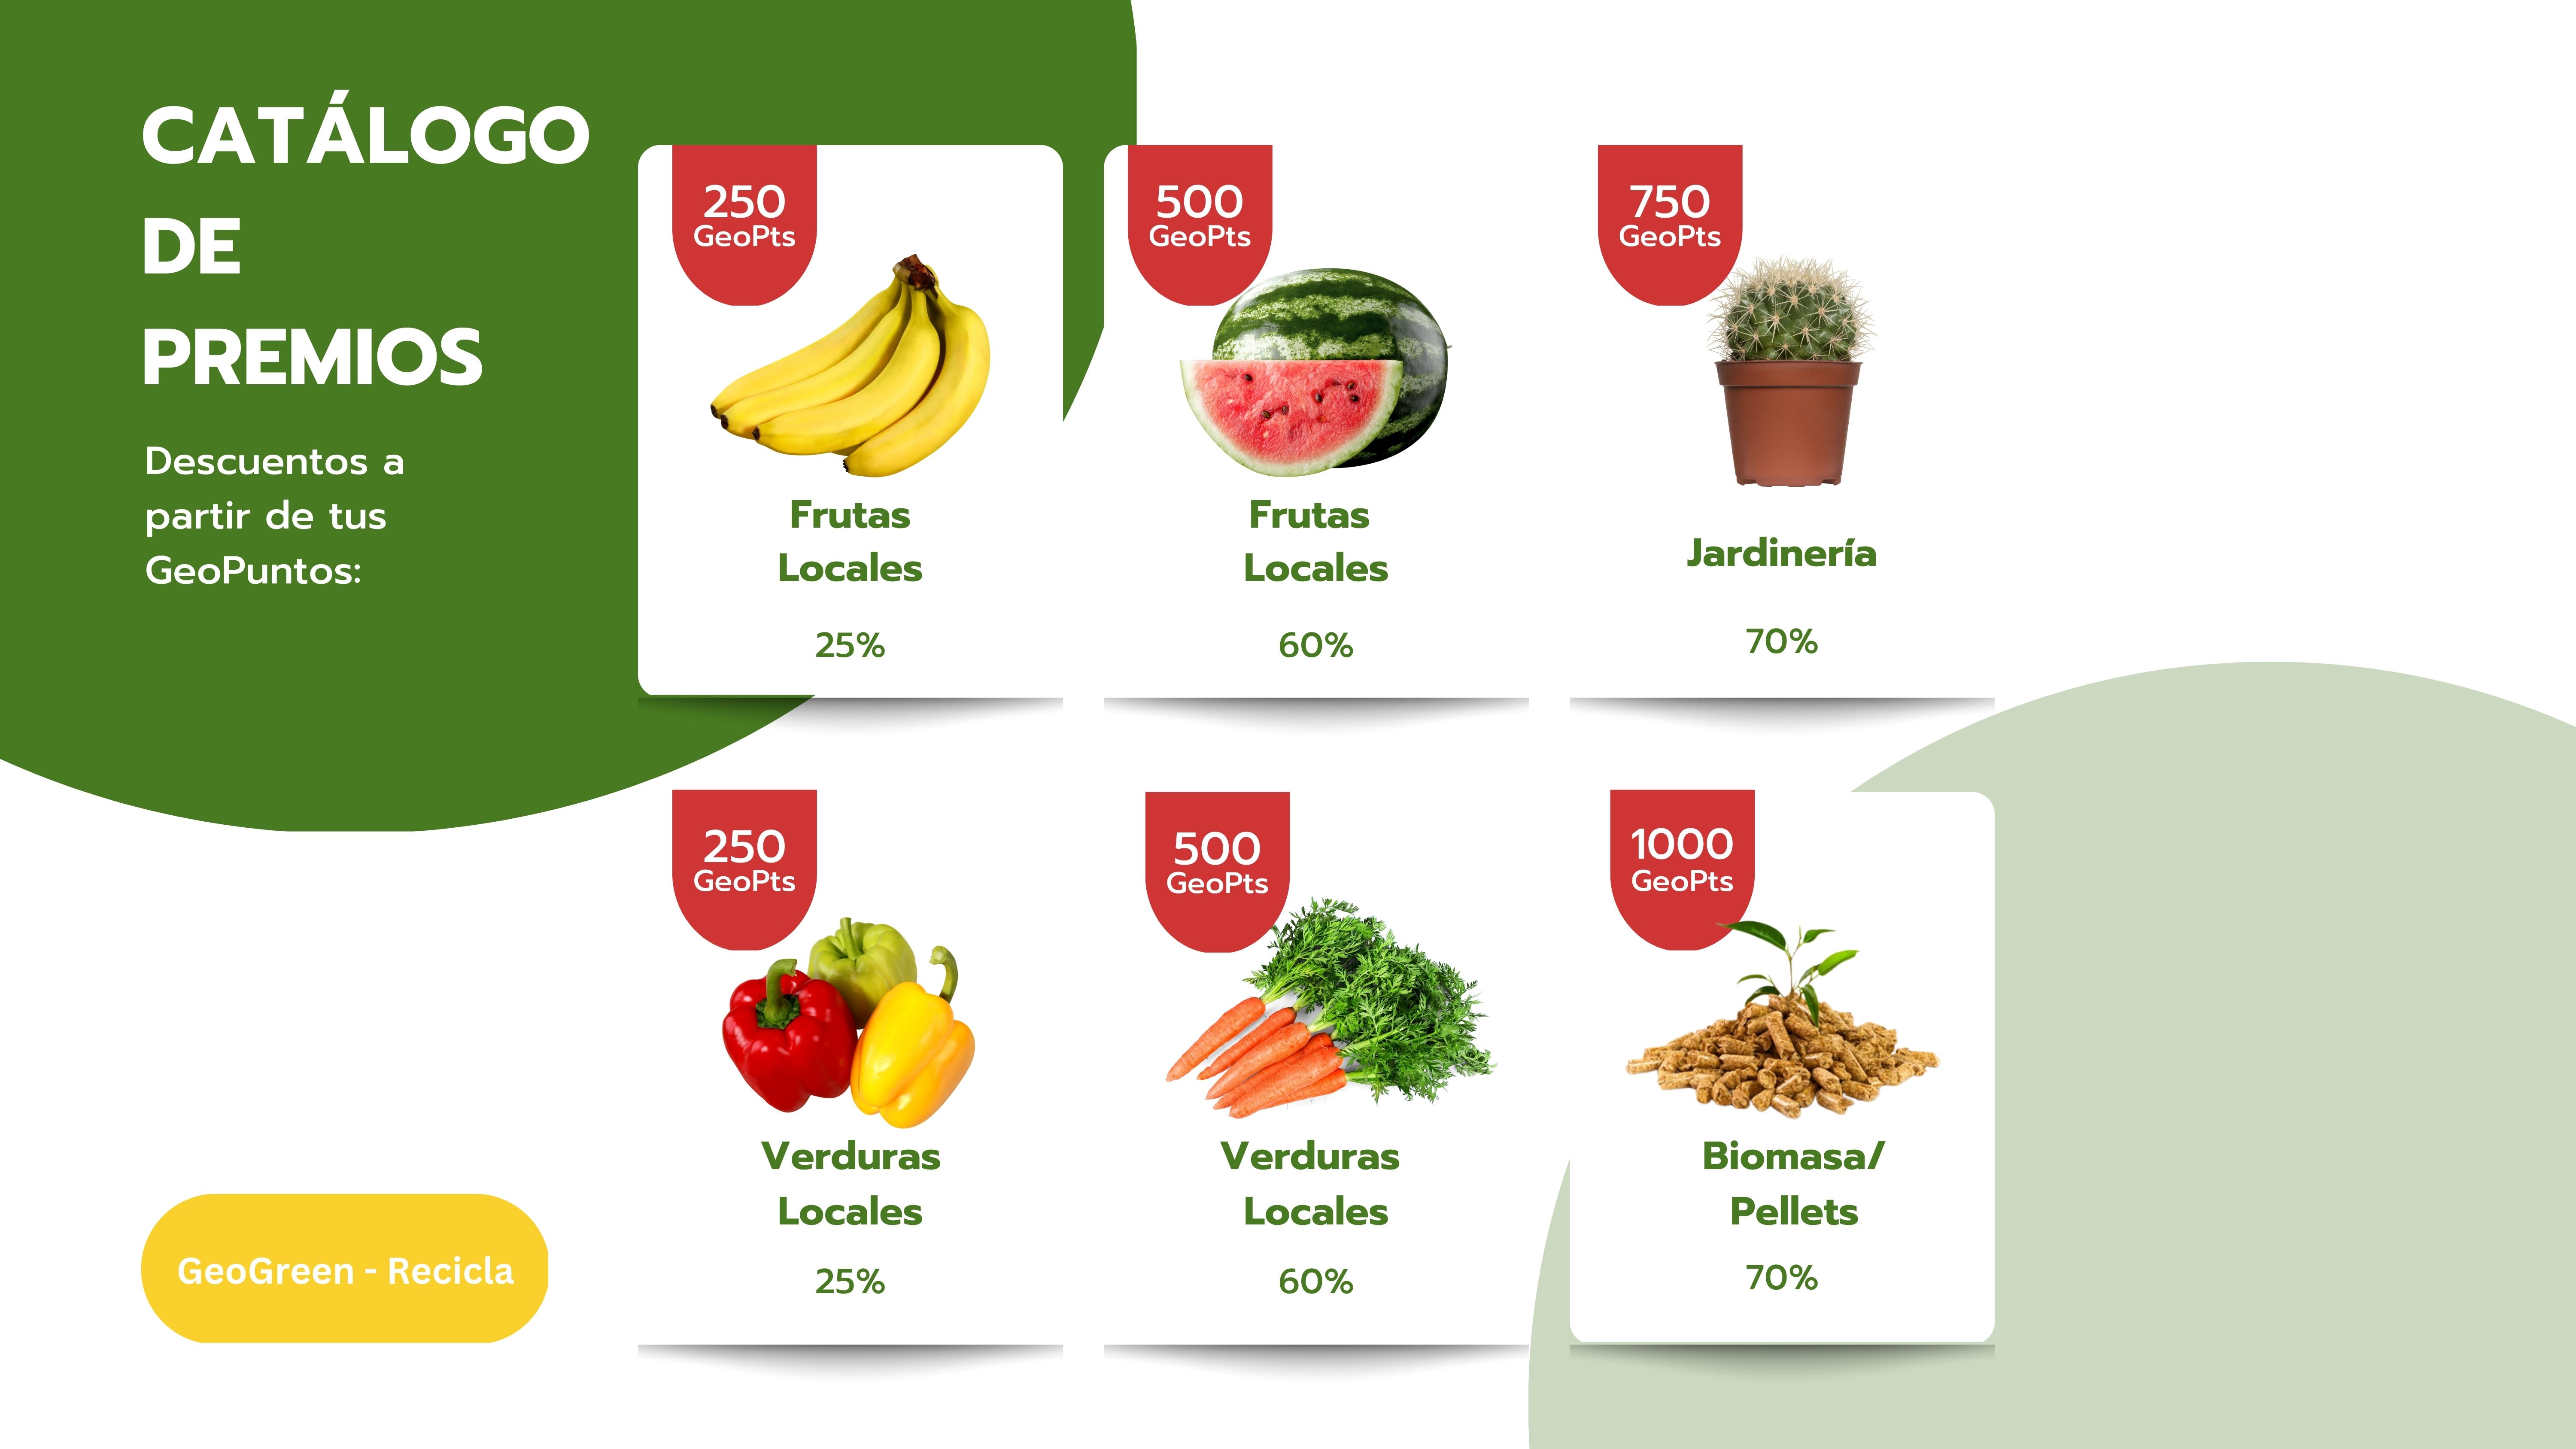 CATÁLOGO
DE
PREMIOS
Descuentos a
partir de tus
GeoPuntos:
250
GeoPts
Frutas
Locales
25%
500
GeoPts
Frutas
Locales
60%
750
GeoPts
Jardinería
70%
250
GeoPts
Verduras
Locales
25%
500
GeoPts
Verduras
Locales
60%
1000
GeoPts
Biomasa/
Pellets
70%
GeoGreen - Recicla